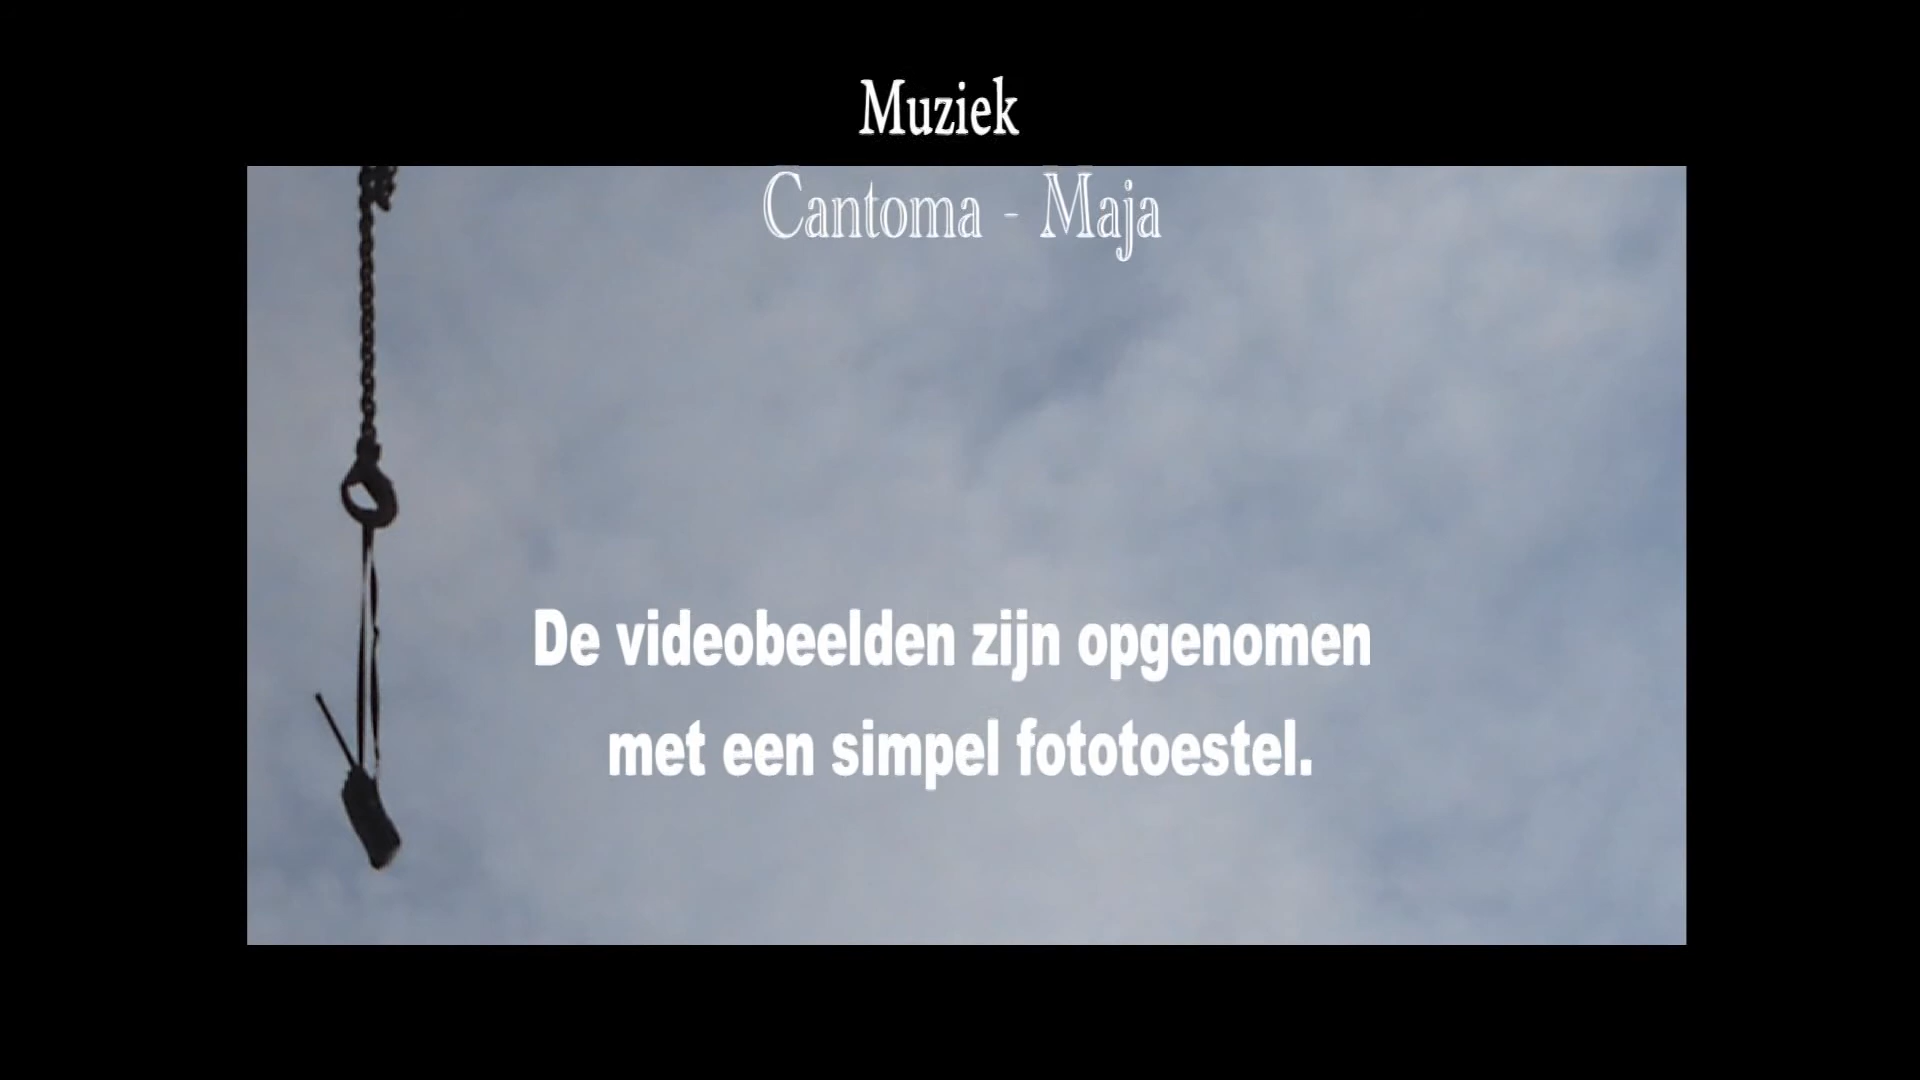 Muziek
Cantoma - Maja
De videobeelden zijn opgenomen
met een simpel fototoestel.